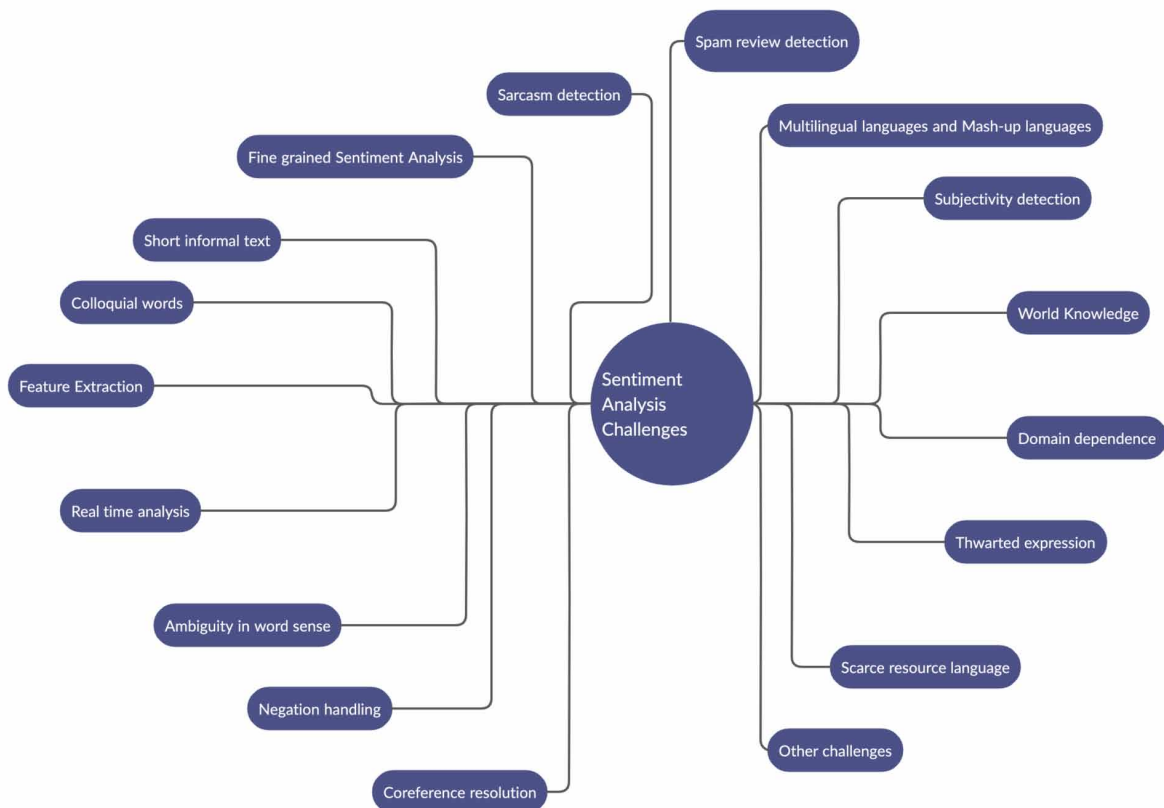 Spam review detection
Sarcasm detection
Multilingual languages and Mash-up languages
Fine grained Sentiment Analysis
Subjectivity detection
Short informal text
Colloquial words
World Knowledge
Feature Extraction
Sentiment
Analysis
Challenges
Domain dependence
Real time analysis
Thwarted expression
Ambiguity in word sense
Scarce resource language
Negation handling
Other challenges
Coreference resolution